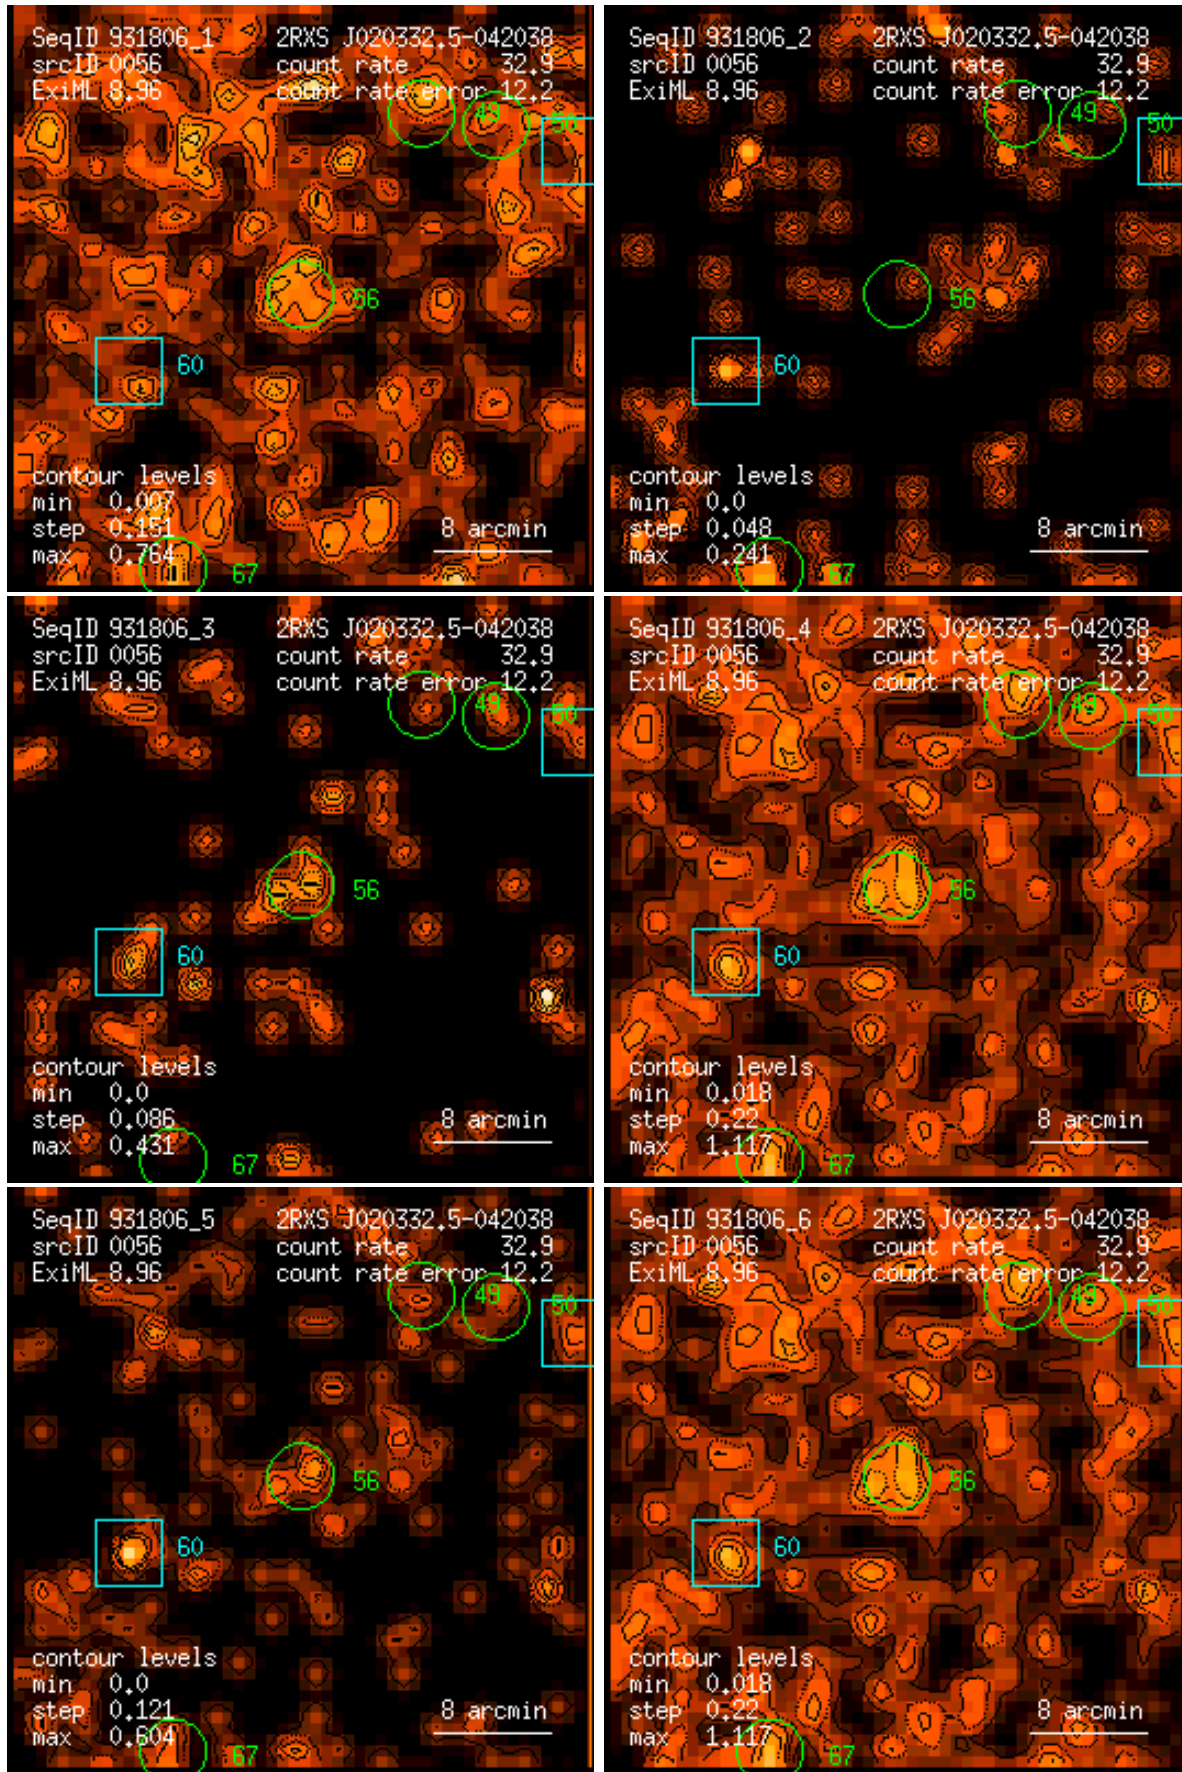 SeqID 931806_1 2RXS J020332.5-042038
srcID 0056 count rate 32.9
ExiML 8.96 count rate error 12.2
49
50
56
60
contour levels
min 0.007
step 0.151 8 arcmin
max 0.764
67
SeqID 931806_2 2RXS J020332.5-042038
srcID 0056 count rate 32.9
ExiML 8.96 count rate error 12.2
49
50
56
60
contour levels
min 0.0
step 0.048 8 arcmin
max 0.241
67
SeqID 931806_3 2RXS J020332.5-042038
srcID 0056 count rate 32.9
ExiML 8.96 count rate error 12.2
49
50
56
60
contour levels
min 0.0
step 0.086 8 arcmin
max 0.431
67
SeqID 931806_4 2RXS J020332.5-042038
srcID 0056 count rate 32.9
ExiML 8.96 count rate error 12.2
49
50
56
60
contour levels
min 0.018
step 0.22 8 arcmin
max 1.117
67
SeqID 931806_5 2RXS J020332.5-042038
srcID 0056 count rate 32.9
ExiML 8.96 count rate error 12.2
49
50
56
60
contour levels
min 0.0
step 0.121 8 arcmin
max 0.604
67
SeqID 931806_6 2RXS J020332.5-042038
srcID 0056 count rate 32.9
ExiML 8.96 count rate error 12.2
49
50
56
60
contour levels
min 0.018
step 0.22 8 arcmin
max 1.117
67